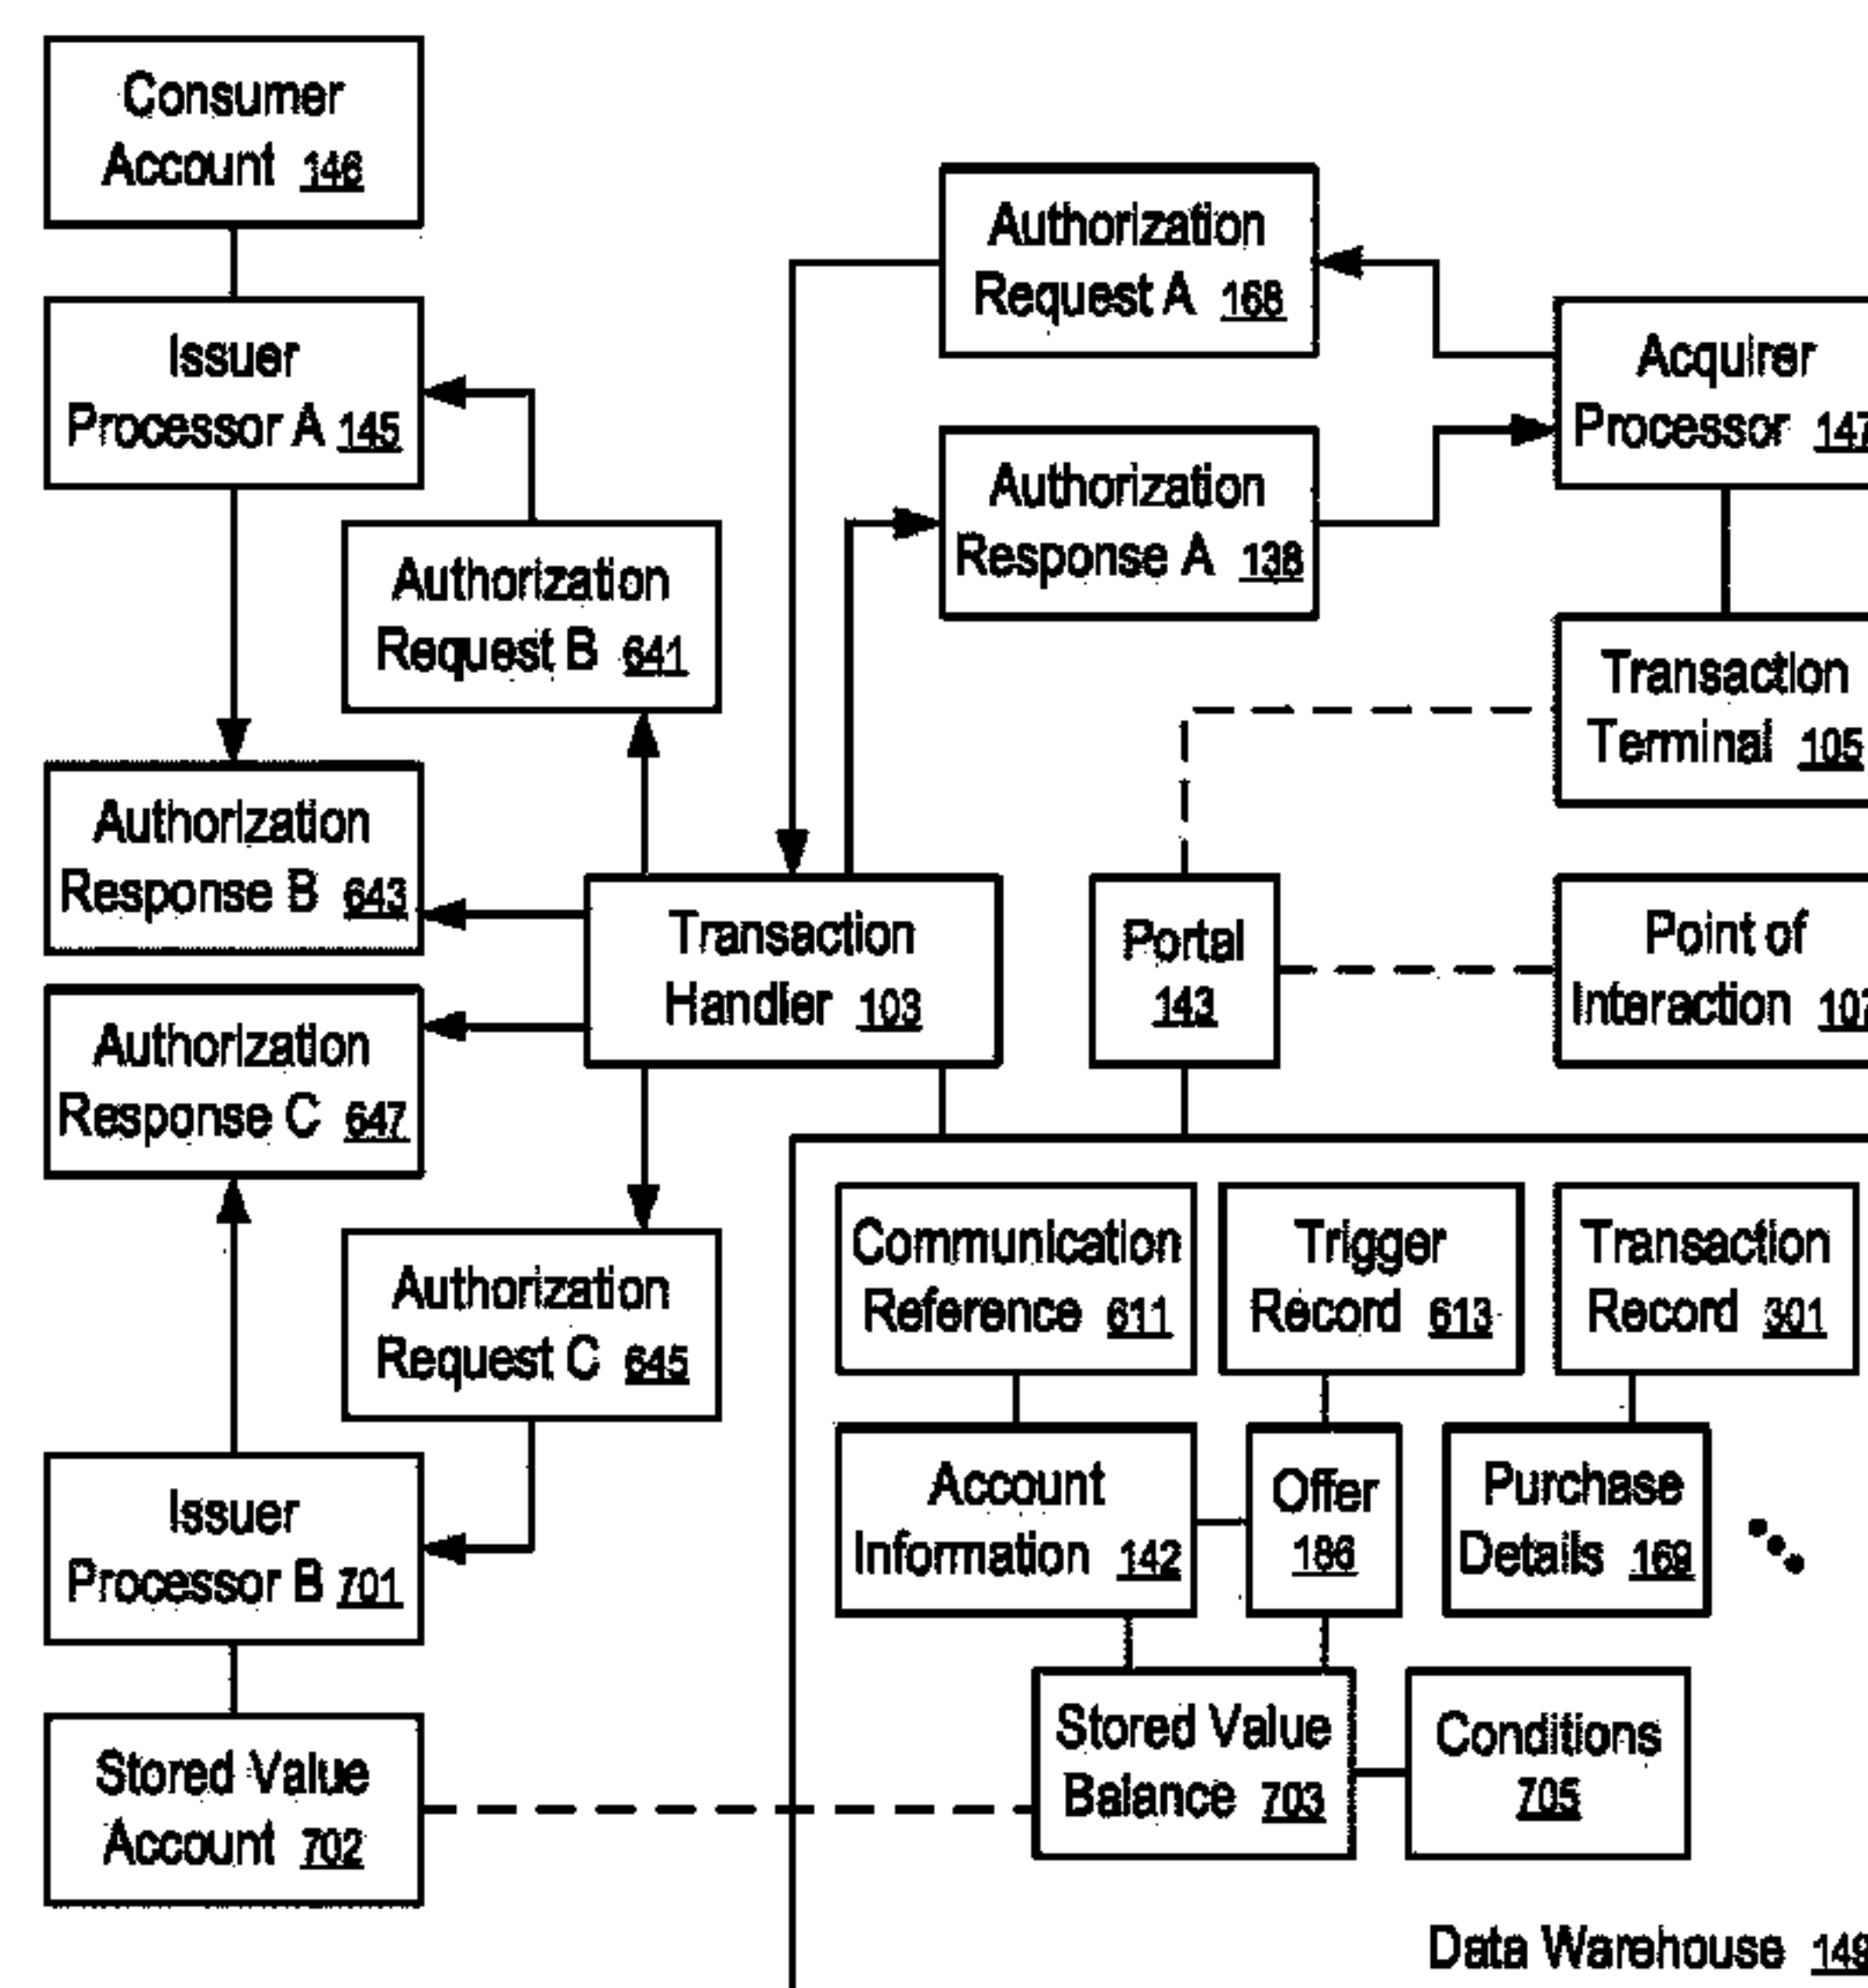 Consumer
Account 146
Authorization
Request A 168
Issuer
Processor A 145
Acquirer
Processor 147
Authorization
Response A 138
Authorization
Request B 641
Transaction
Terminal 105
Authorization
Response B 643
Transaction
Handler 103
Portal
143
Point of
Interaction 107
Authorization
Response C 647
Communication
Reference 611
Trigger
Record 613
Transaction
Record 301
Authorization
Request C 645
Account
Information 142
Offer
186
Purchase
Details 169
Issuer
Processor B 701
Stored Value
Balance 703
Conditions
705
Stored Value
Account 702
Data Warehouse 149